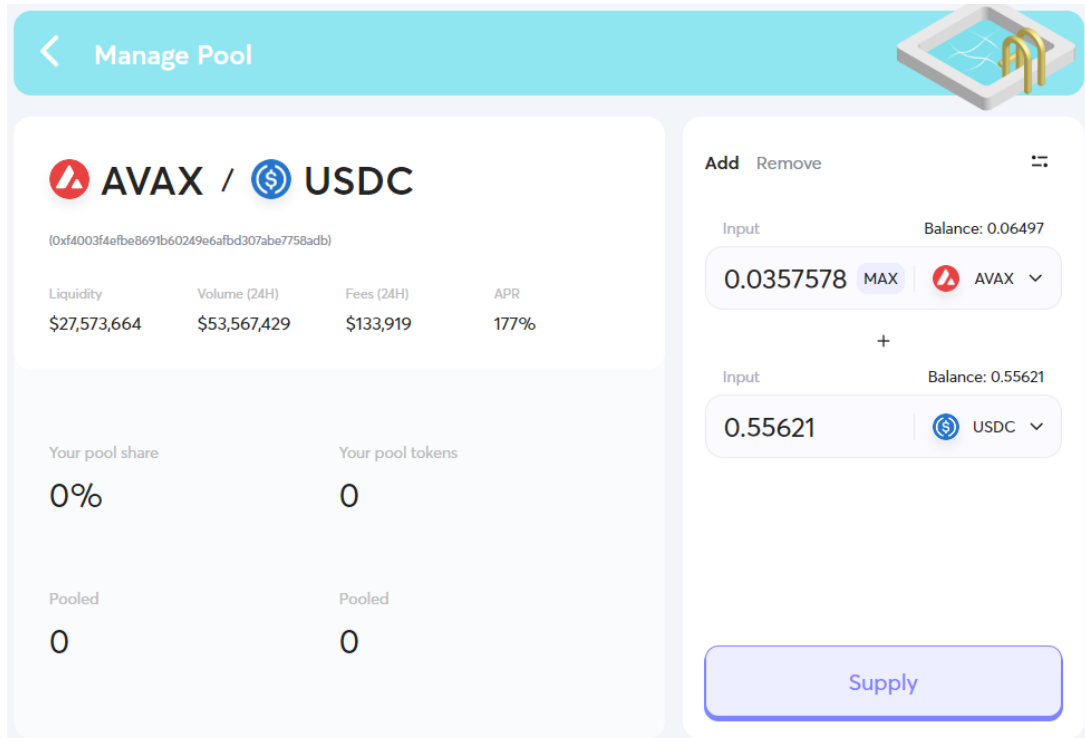 Manage Pool
AVAX / USDC
(0xf4003f4efbe8691b60249e6afbd307abe7758adb)
Liquidity Volume (24H) Fees (24H) APR
$27,573,664 $53,567,429 $133,919 177%
Your pool share Your pool tokens
0% 0
Pooled Pooled
0 0
Add Remove
Input Balance: 0.06497
0.0357578 MAX AVAX
+
Input Balance: 0.55621
0.55621 USDC
Supply